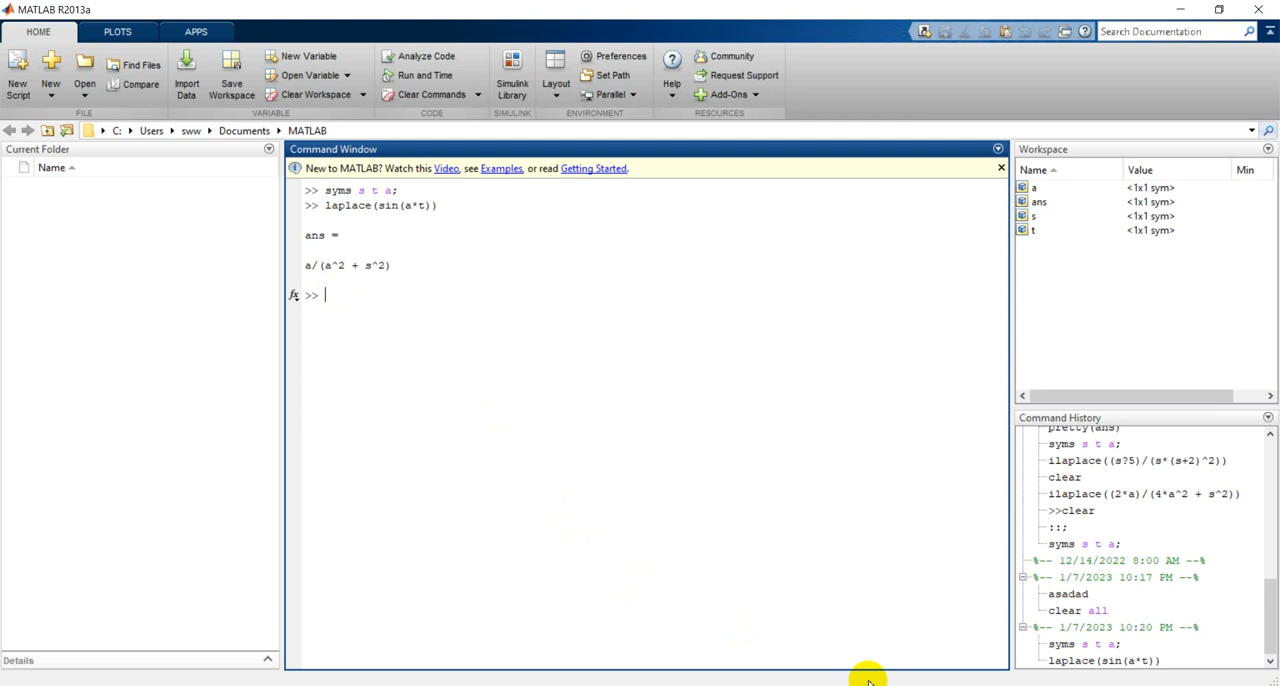 MATLAB R2013a
HOME
PLOTS
APPS
Search Documentation
New Script
New
Open
Find Files
Compare
Import Data
Save Workspace
New Variable
Open Variable
Clear Workspace
Analyze Code
Run and Time
Clear Commands
Simulink Library
Layout
Preferences
Set Path
Parallel
Help
Community
Request Support
Add-Ons
FILE
VARIABLE
CODE
SIMULINK
ENVIRONMENT
RESOURCES
C: Users sww Documents MATLAB
Current Folder
Name
Details
Command Window
New to MATLAB? Watch this Video, see Examples, or read Getting Started.
>> syms s t a;
>> laplace(sin(a*t))
ans =
a/(a^2 + s^2)
fx >>
Workspace
Name Value Min
a <1x1 sym>
ans <1x1 sym>
s <1x1 sym>
t <1x1 sym>
Command History
pretty(ans)
syms s t a;
ilaplace((s?5)/(s*(s+2)^2))
clear
ilaplace((2*a)/(4*a^2 + s^2))
>>clear
::;
syms s t a;
%-- 12/14/2022 8:00 AM --%
%-- 1/7/2023 10:17 PM --%
asadad
clear all
%-- 1/7/2023 10:20 PM --%
syms s t a;
laplace(sin(a*t))